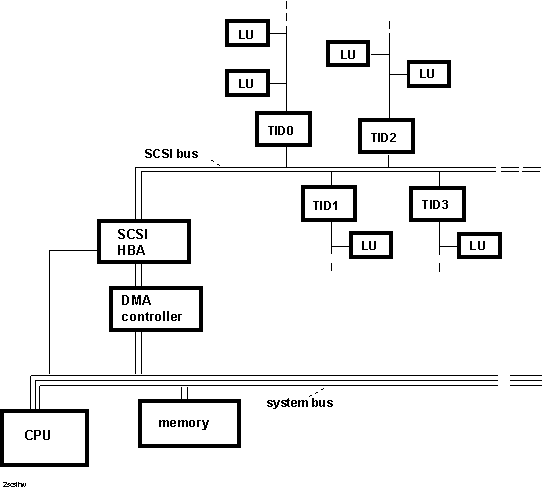 LU
LU
LU
LU
TID0
TID2
SCSI bus
TID1
TID3
SCSI
HBA
LU
LU
DMA
controller
system bus
memory
CPU
2scsihw